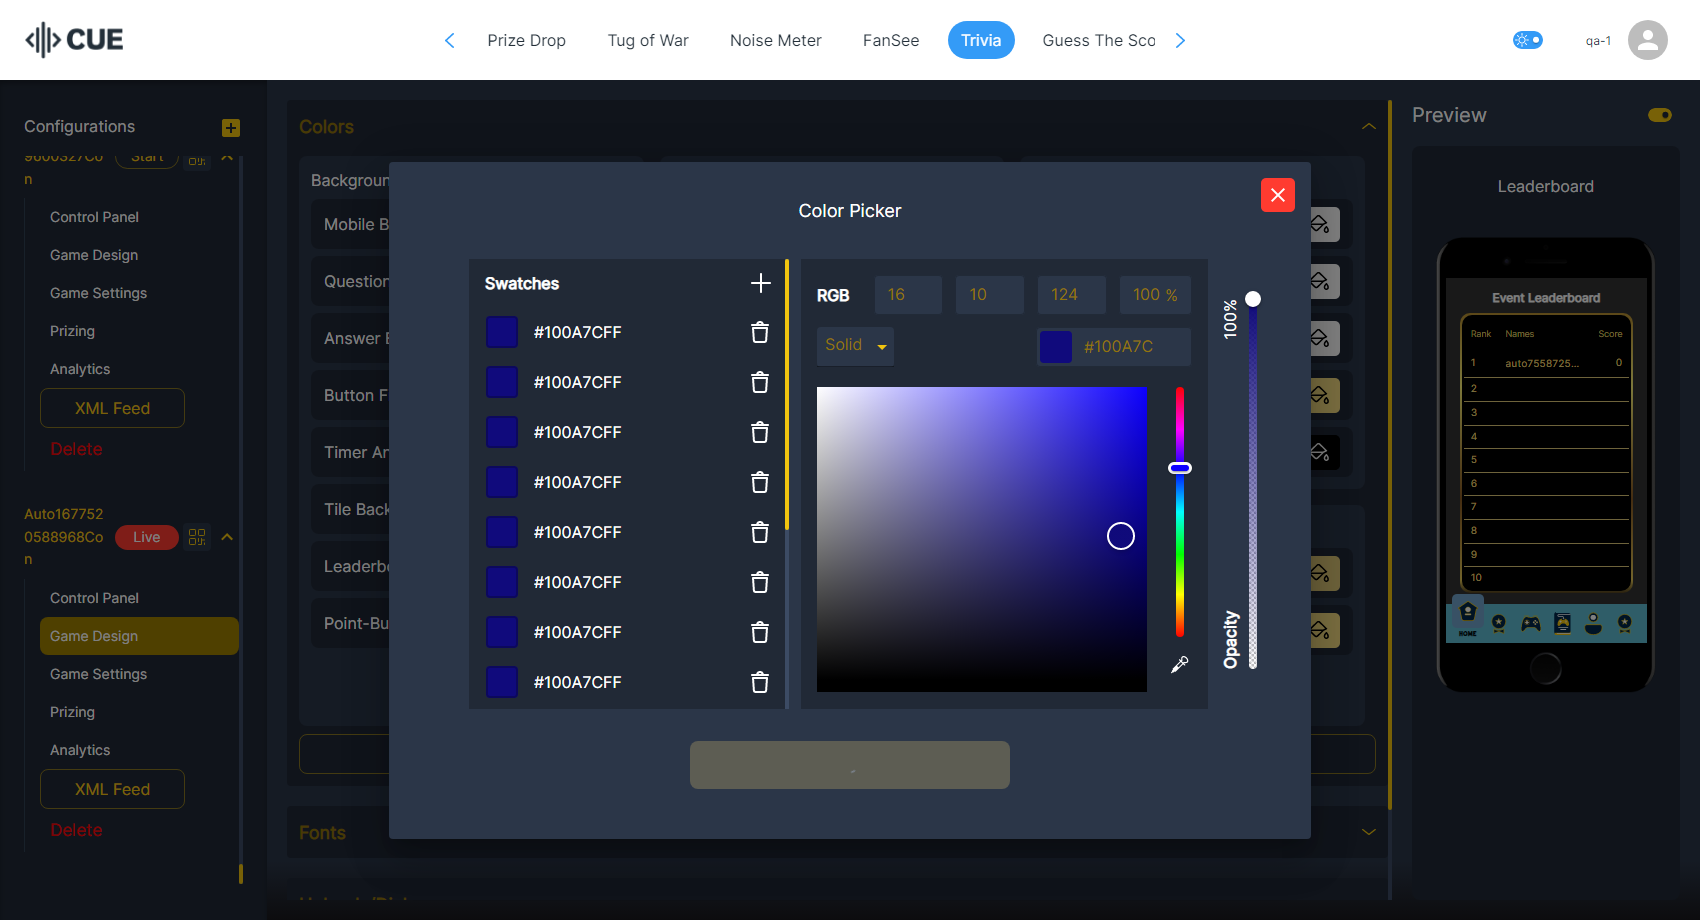 CUE
Prize Drop
Tug of War
Noise Meter
FanSee
Trivia
Guess The Sco
qa-1
Configurations
9600327Co
n
Start
Control Panel
Game Design
Game Settings
Prizing
Analytics
XML Feed
Delete
Auto167752
0588968Co
n
Live
Control Panel
Game Design
Game Settings
Prizing
Analytics
XML Feed
Delete
Colors
Backgroun
Mobile B
Question
Answer
Button F
Timer An
Tile Back
Leaderbo
Point-Bu
Fonts
Color Picker
Swatches
#100A7CFF
#100A7CFF
#100A7CFF
#100A7CFF
#100A7CFF
#100A7CFF
#100A7CFF
#100A7CFF
RGB
16
10
124
100 %
Solid
#100A7C
100%
Opacity
Preview
Leaderboard
Event Leaderboard
Rank Names Score
1 auto7558725... 0
2
3
4
5
6
7
8
9
10
HOME